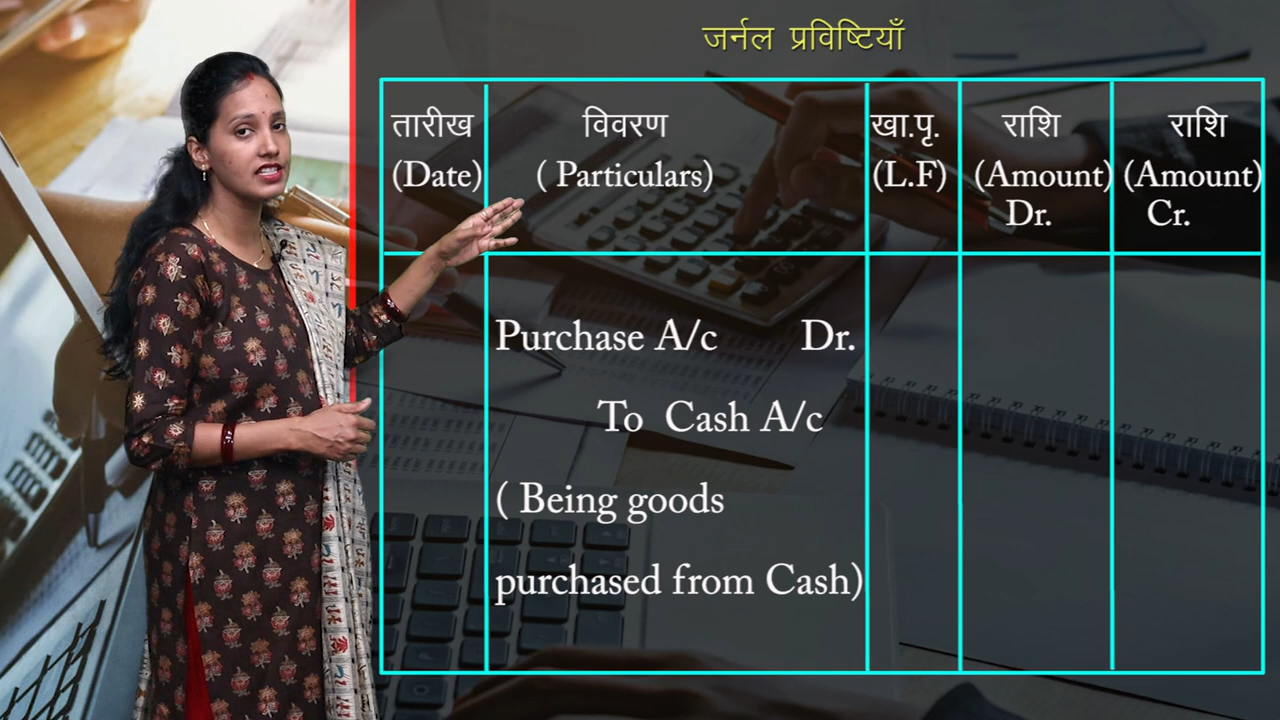 जर्नल प्रविष्टियाँ
तारीख विवरण खा.पृ. राशि राशि
(Date) ( Particulars) (L.F) (Amount) (Amount)
Dr. Cr.
Purchase A/c Dr.
To Cash A/c
( Being goods
purchased from Cash)